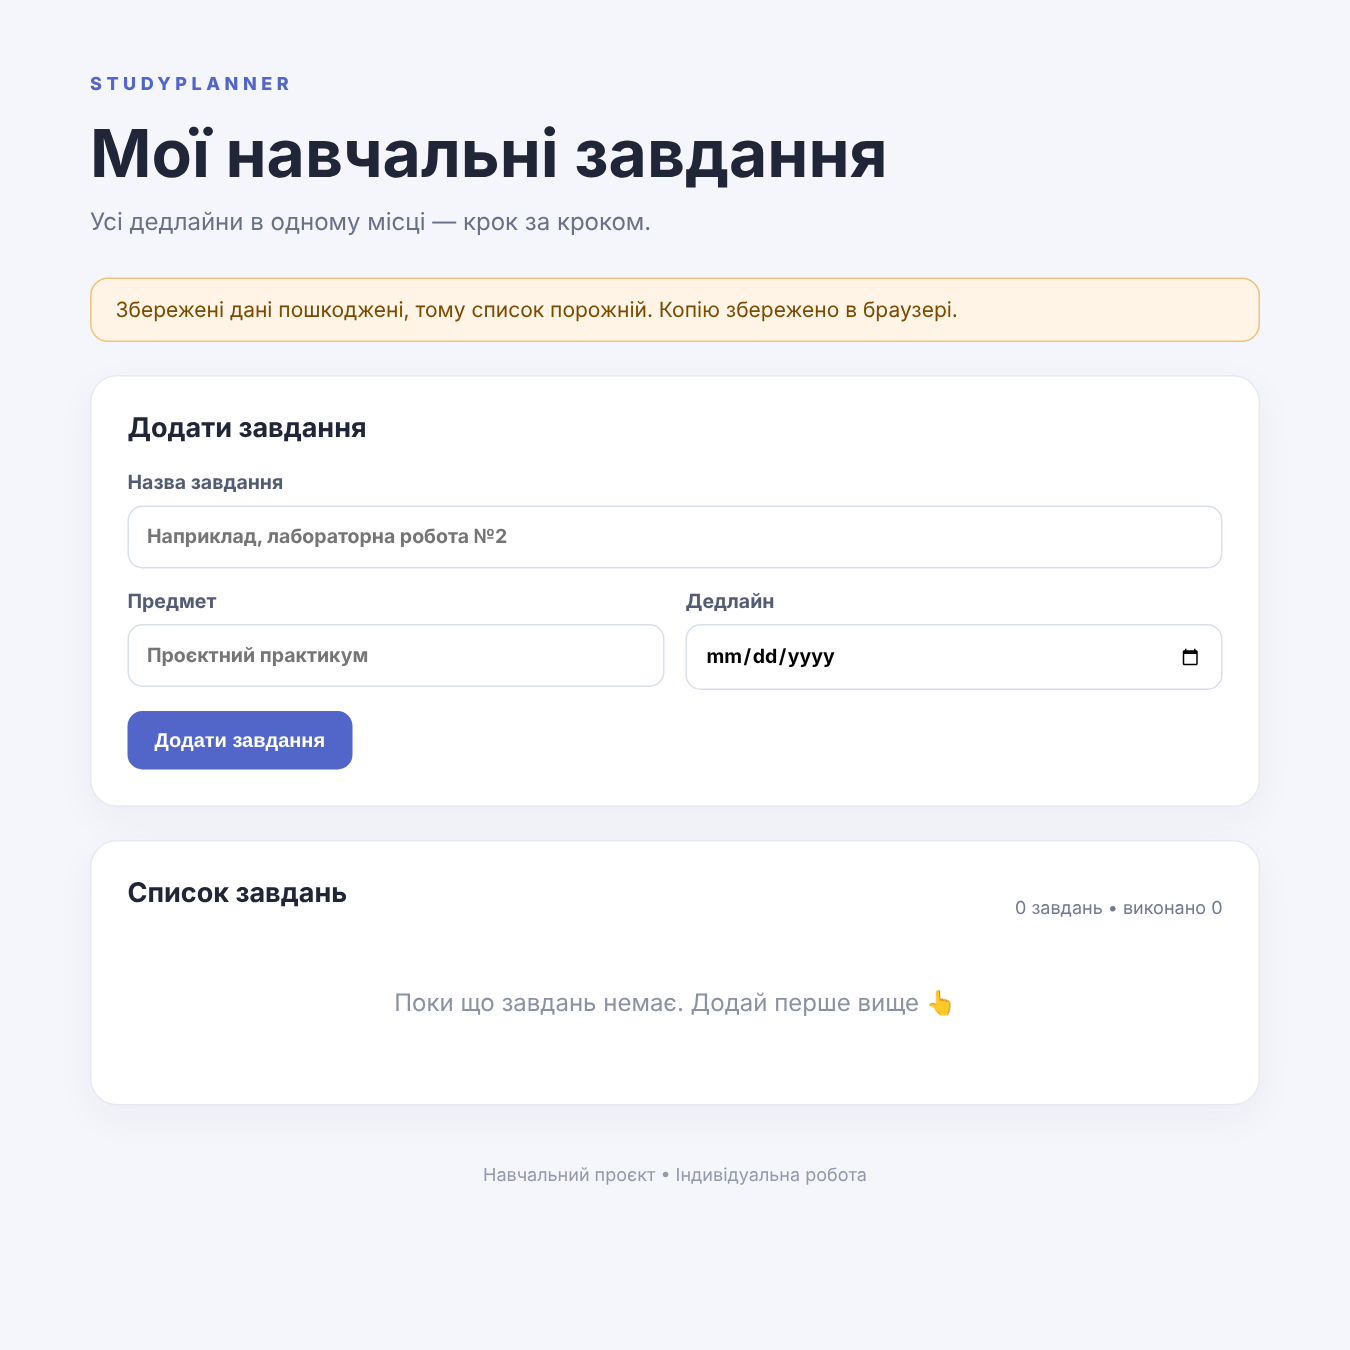 STUDYPLANNER
Мої навчальні завдання
Усі дедлайни в одному місці — крок за кроком.
Збережені дані пошкоджені, тому список порожній. Копію збережено в браузері.
Додати завдання
Назва завдання
Наприклад, лабораторна робота №2
Предмет
Дедлайн
Проєктний практикум
mm/dd/yyyy
Додати завдання
Список завдань
0 завдань • виконано 0
Поки що завдань немає. Додай перше вище 👆
Навчальний проєкт • Індивідуальна робота